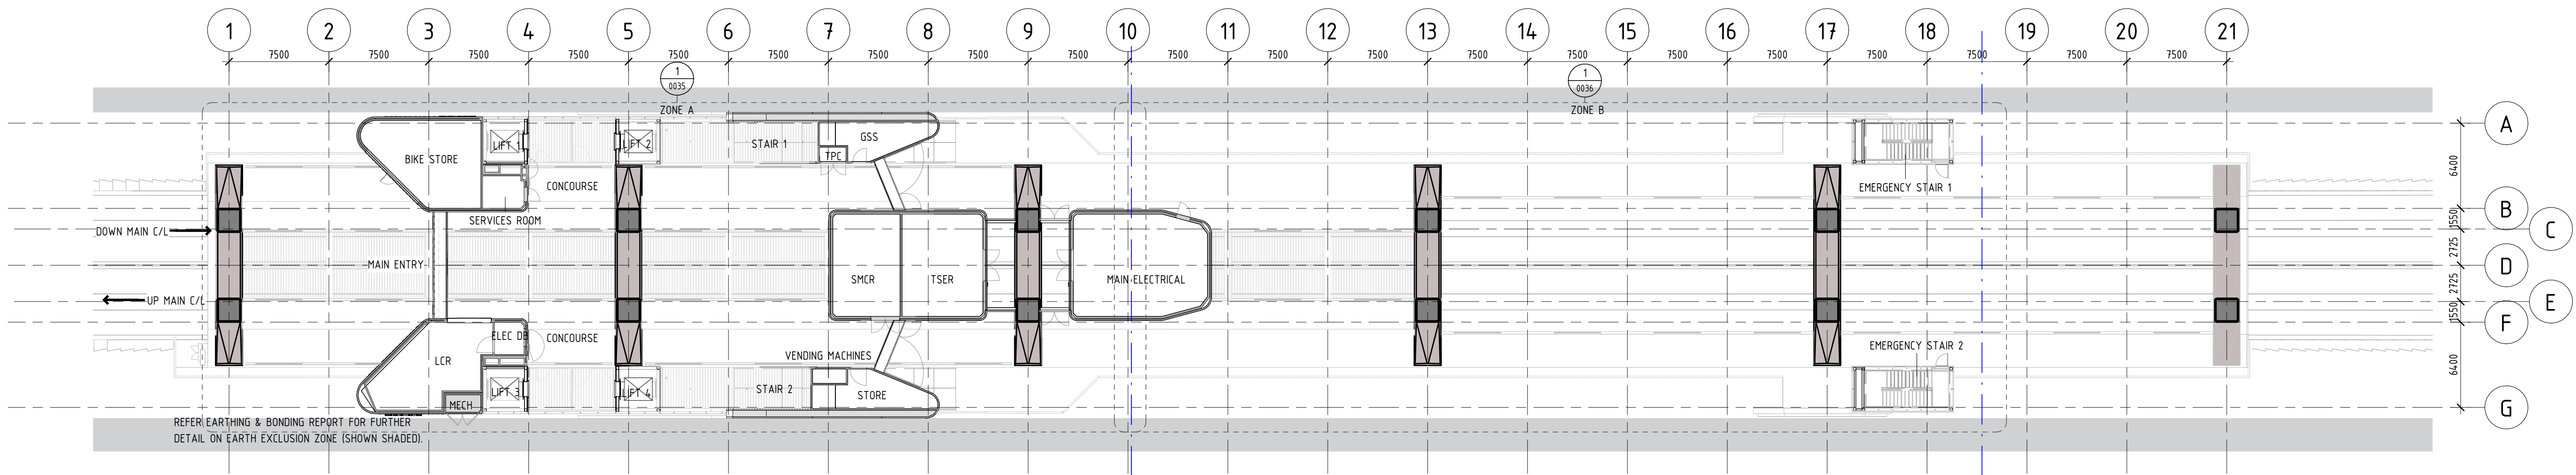 1 2 3 4 5 6 7 8 9 10 11 12 13 14 15 16 17 18 19 20 21
7500 7500 7500 7500 7500 7500 7500 7500 7500 7500 7500 7500 7500 7500 7500 7500 7500 7500 7500 7500
1
0035
1
0036
ZONE A
ZONE B
A
6400
B
1550
C
2725
D
2725
E
1550
F
6400
G
BIKE STORE
LIFT 1
LIFT 2
STAIR 1
TPC
GSS
CONCOURSE
SERVICES ROOM
EMERGENCY STAIR 1
DOWN MAIN C/L
MAIN ENTRY
SMCR
TSER
MAIN ELECTRICAL
UP MAIN C/L
ELEC DB
CONCOURSE
LCR
VENDING MACHINES
EMERGENCY STAIR 2
LIFT 3
LIFT 4
STAIR 2
STORE
MECH
REFER EARTHING & BONDING REPORT FOR FURTHER
DETAIL ON EARTH EXCLUSION ZONE (SHOWN SHADED).